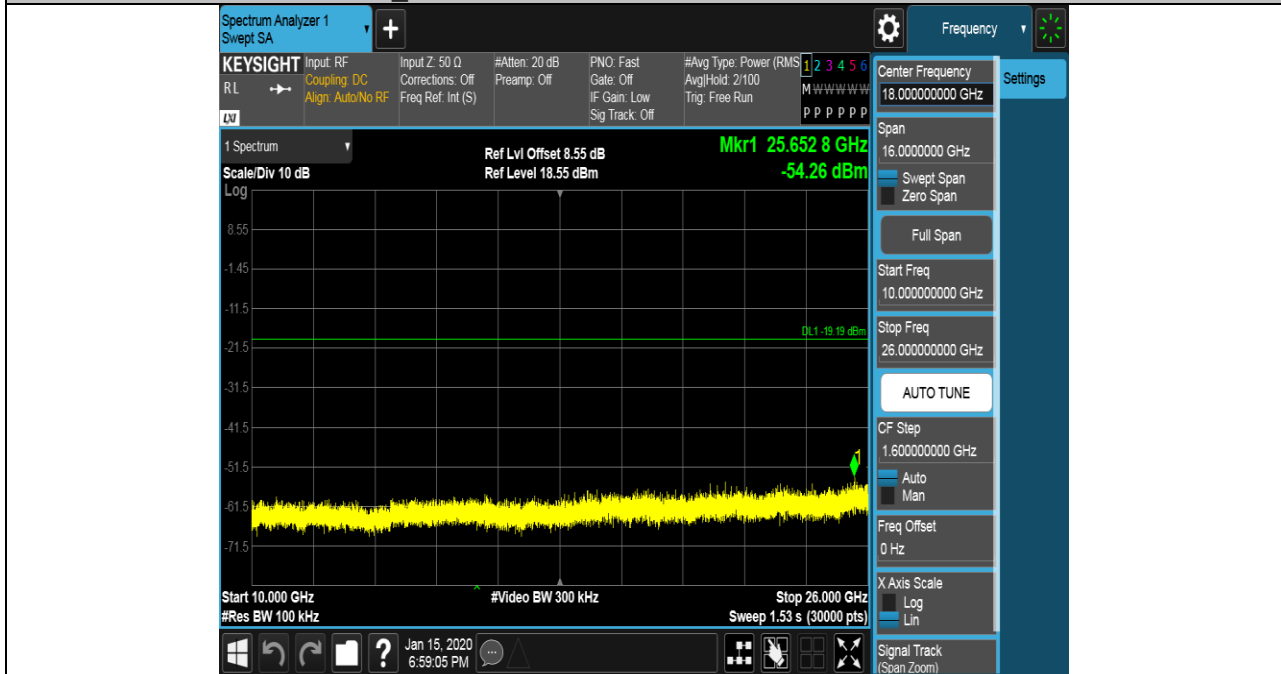 Spectrum Analyzer 1
Swept SA
+
Frequency
KEYSIGHT
RL
LXI
Input: RF
Coupling: DC
Align: Auto/No RF
Input Z: 50 Ω
Corrections: Off
Freq Ref: Int (S)
#Atten: 20 dB
Preamp: Off
PNO: Fast
Gate: Off
IF Gain: Low
Sig Track: Off
#Avg Type: Power (RMS
Avg|Hold: 2/100
Trig: Free Run
1 2 3 4 5 6
M W W W W W
P P P P P P
Center Frequency
18.000000000 GHz
Settings
Span
16.0000000 GHz
Swept Span
Zero Span
Full Span
Start Freq
10.000000000 GHz
Stop Freq
26.000000000 GHz
AUTO TUNE
CF Step
1.600000000 GHz
Auto
Man
Freq Offset
0 Hz
X Axis Scale
Log
Lin
Signal Track
(Span Zoom)
1 Spectrum
Scale/Div 10 dB
Log
Ref Lvl Offset 8.55 dB
Ref Level 18.55 dBm
Mkr1 25.652 8 GHz
-54.26 dBm
8.55
-1.45
-11.5
DL1 -19.19 dBm
-21.5
-31.5
-41.5
-51.5
1
-61.5
-71.5
Start 10.000 GHz
#Video BW 300 kHz
Stop 26.000 GHz
#Res BW 100 kHz
Sweep 1.53 s (30000 pts)
?
Jan 15, 2020
6:59:05 PM